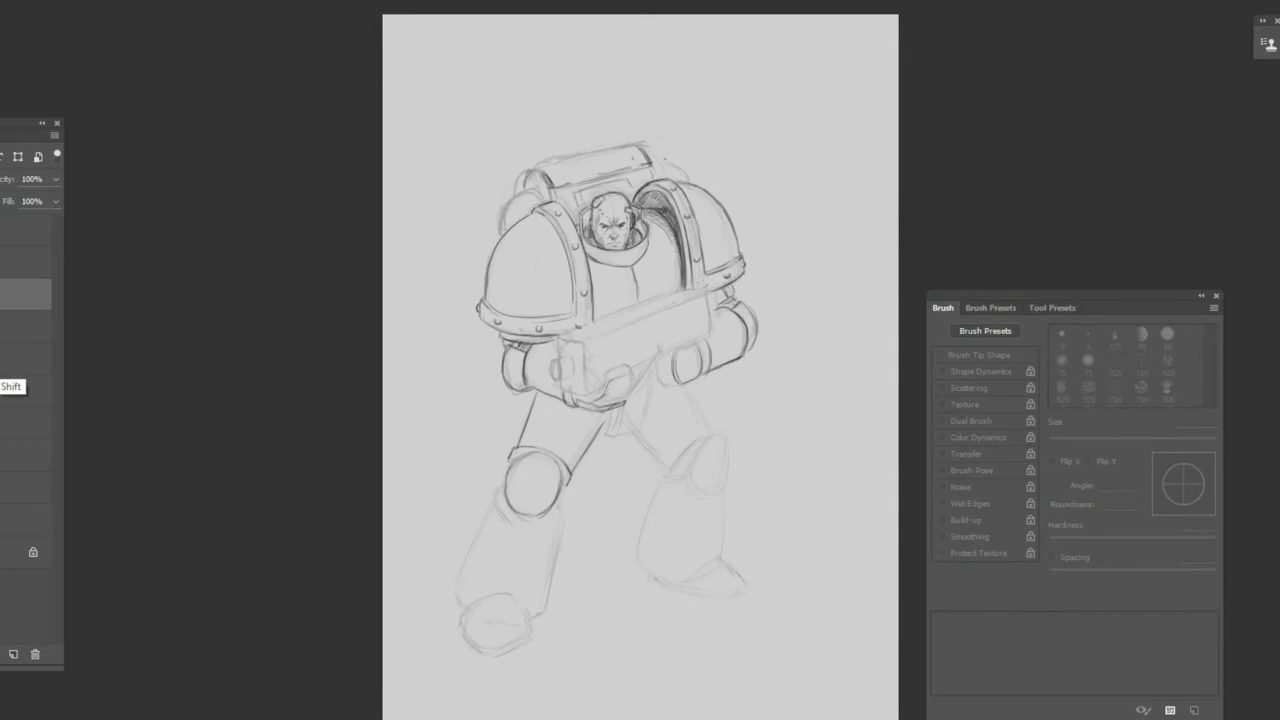 city: 100%
Fill: 100%
Shift
Brush
Brush Presets
Tool Presets
Brush Presets
Brush Tip Shape
Shape Dynamics
Scattering
Texture
Dual Brush
Color Dynamics
Transfer
Brush Pose
Noise
Wet Edges
Build-up
Smoothing
Protect Texture
Size
Flip X
Flip Y
Angle:
Roundness:
Hardness
Spacing